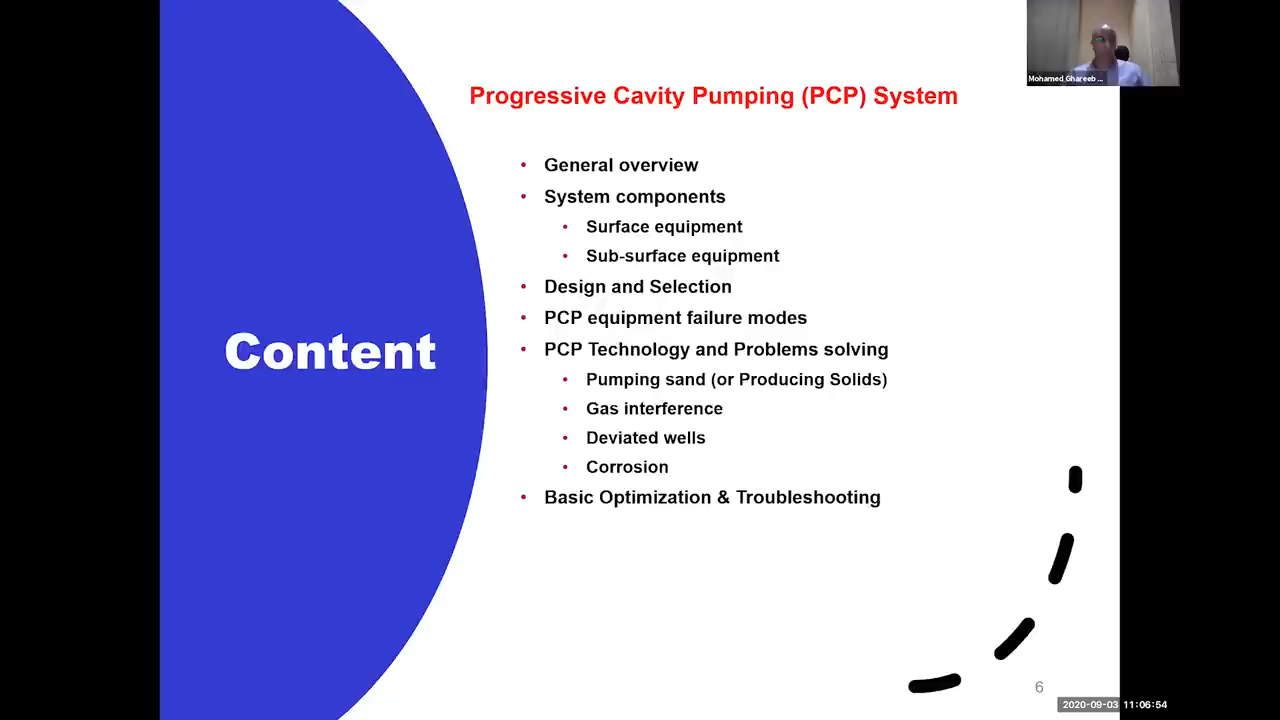 Mohamed Ghareeb ...
Progressive Cavity Pumping (PCP) System
Content
• General overview
• System components
• Surface equipment
• Sub-surface equipment
• Design and Selection
• PCP equipment failure modes
• PCP Technology and Problems solving
• Pumping sand (or Producing Solids)
• Gas interference
• Deviated wells
• Corrosion
• Basic Optimization & Troubleshooting
6
2020-09-03 11:06:54